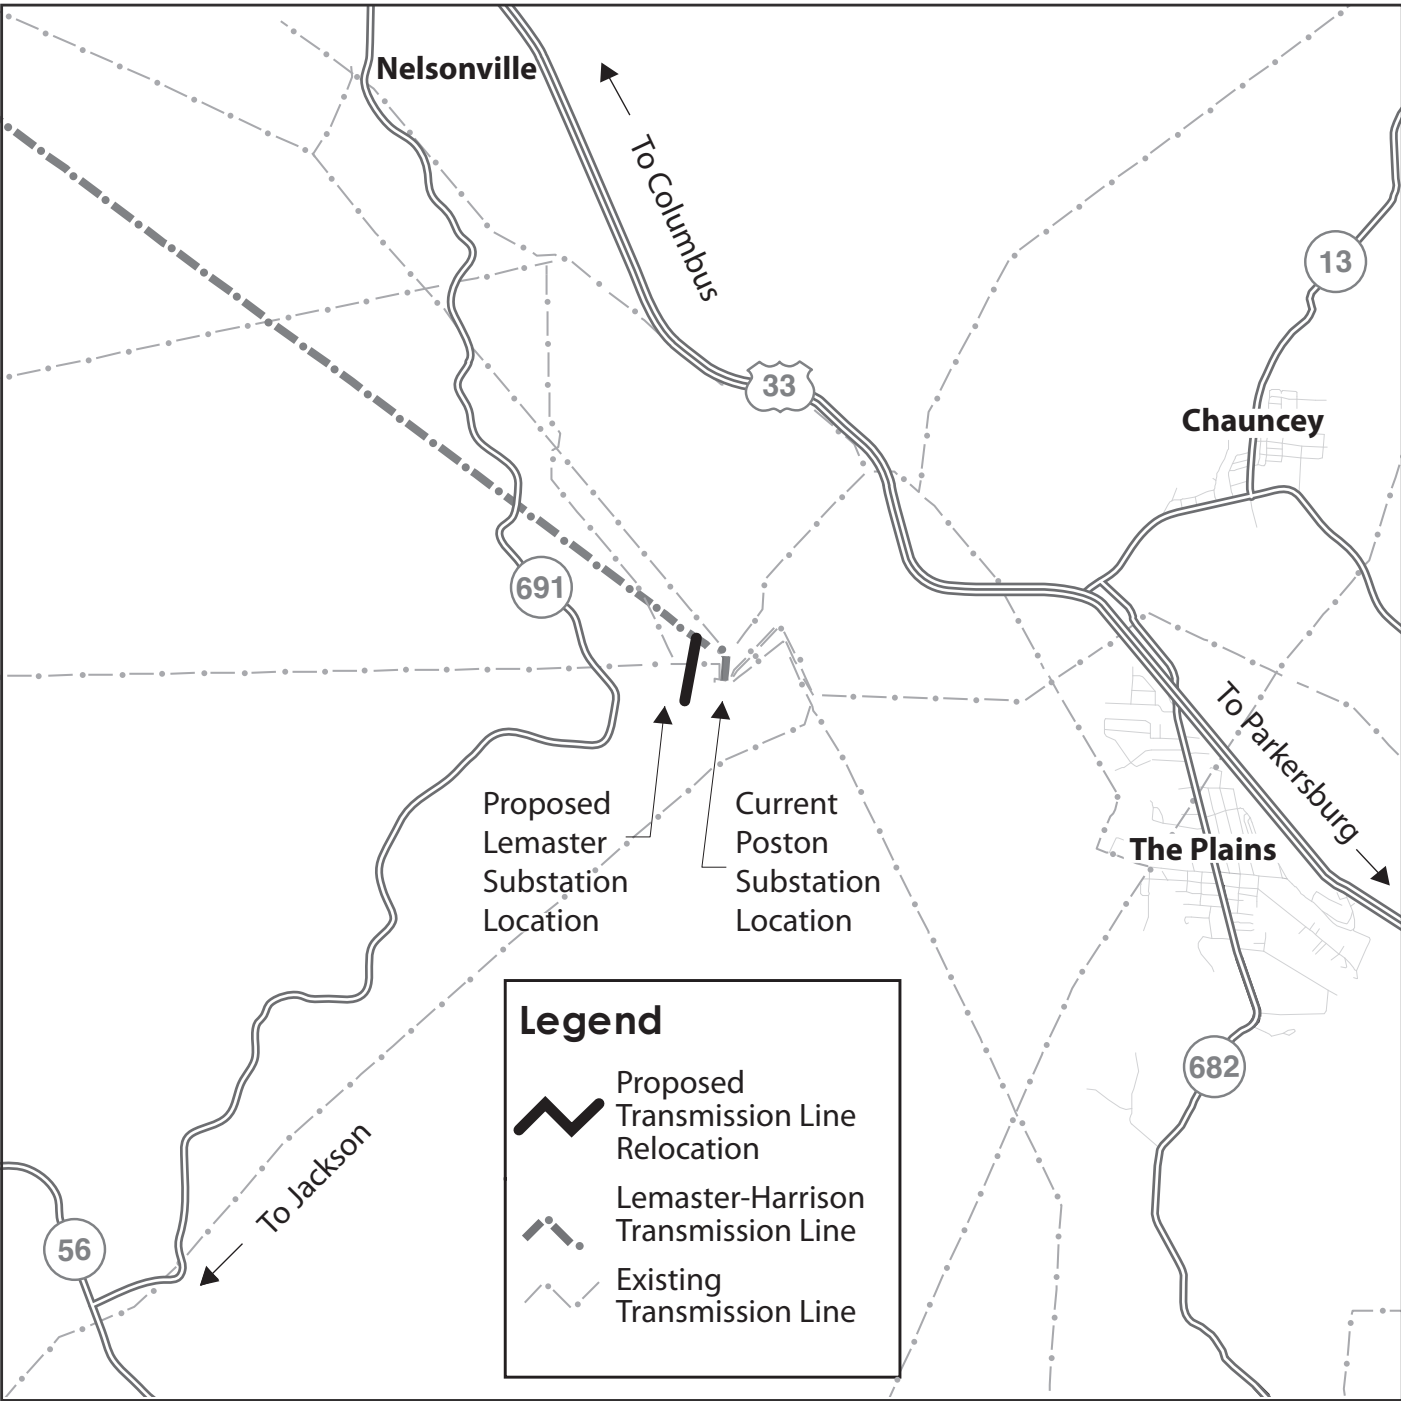 Nelsonville
To Columbus
13
33
Chauncey
691
To Parkersburg
Proposed
Lemaster
Substation
Location
Current
Poston
Substation
Location
The Plains
Legend
Proposed
Transmission Line
Relocation
Lemaster-Harrison
Transmission Line
Existing
Transmission Line
682
To Jackson
56